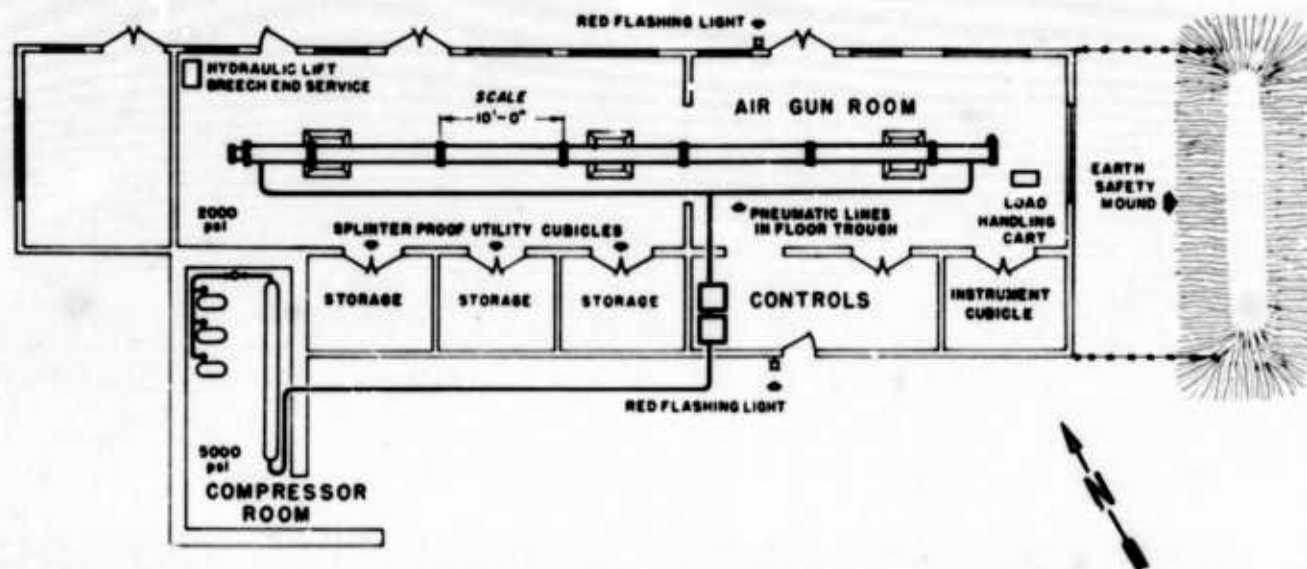 RED FLASHING LIGHT
HYDRAULIC LIFT
BREECH END SERVICE
SCALE
10'-0"
AIR GUN ROOM
EARTH
SAFETY
MOUND
LOAD
HANDLING
CART
2000
psi
SPLINTER PROOF UTILITY CUBICLES
PNEUMATIC LINES
IN FLOOR TROUGH
STORAGE
STORAGE
STORAGE
CONTROLS
INSTRUMENT
CUBICLE
RED FLASHING LIGHT
5000
psi
COMPRESSOR
ROOM
N